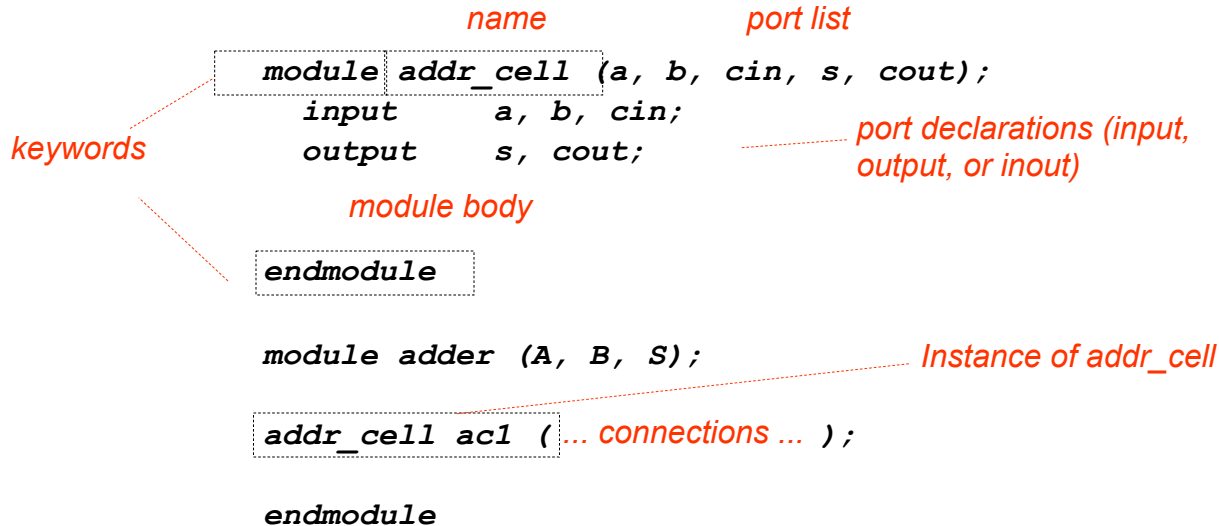 name port list
module addr_cell (a, b, cin, s, cout);
input a, b, cin;
keywords
output s, cout;
port declarations (input,
output, or inout)
module body
endmodule
module adder (A, B, S);
Instance of addr_cell
addr_cell ac1 ( ... connections ... );
endmodule